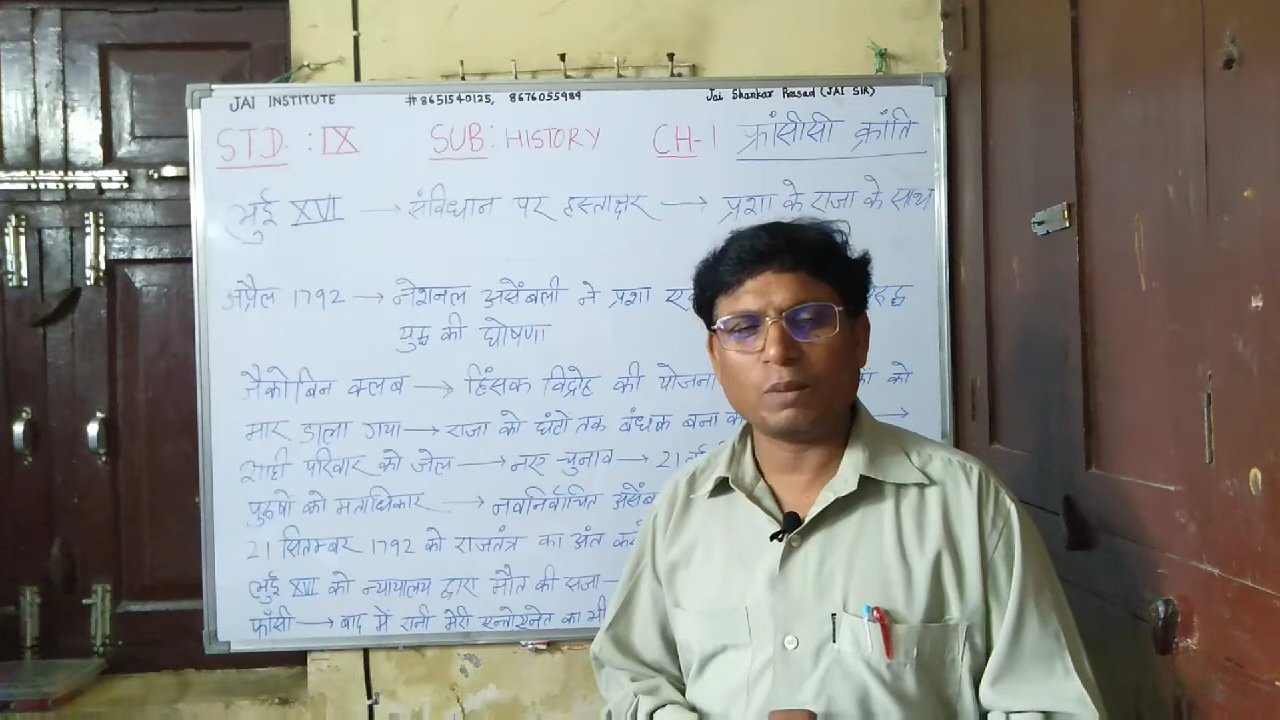 JAI INSTITUTE #8651540125, 8676055989 Jai Shankar Prasad (JAI SIR)
STD. : IX SUB : HISTORY CH-1 फ्रांसीसी क्रांति
लुई XVI → संविधान पर हस्ताक्षर → प्रशा के राजा के साथ
अप्रैल 1792 → नेशनल असेंबली ने प्रशा
युद्ध की घोषणा
जैकोबिन क्लब → हिंसक विद्रोह की योजना को
मार डाला गया → राजा को घंटो तक बंधक बना →
शाही परिवार को जेल → नए चुनाव → 21
पुरुषों को मताधिकार → नवनिर्वाचित
21 सितम्बर 1792 को राजतंत्र का अंत
लुई XVI को न्यायालय द्वारा मौत की सजा
फाँसी → बाद में रानी मेरी एन्तोएनेत का भी